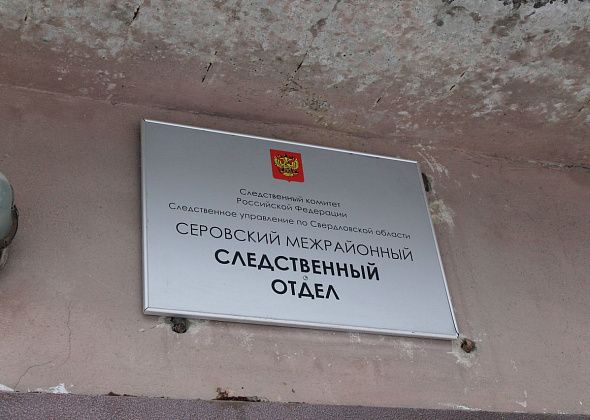 Следственный комитет
Российской Федерации
Следственное управление по Свердловской области
СЕРОВСКИЙ МЕЖРАЙОННЫЙ
СЛЕДСТВЕННЫЙ
ОТДЕЛ